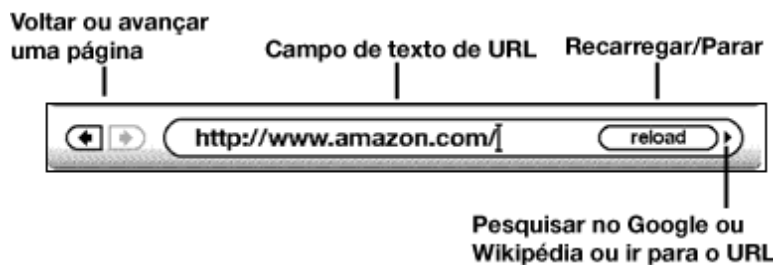 Voltar ou avançar
uma página
Campo de texto de URL
Recarregar/Parar
http://www.amazon.com/
reload
Pesquisar no Google ou
Wikipédia ou ir para o URL